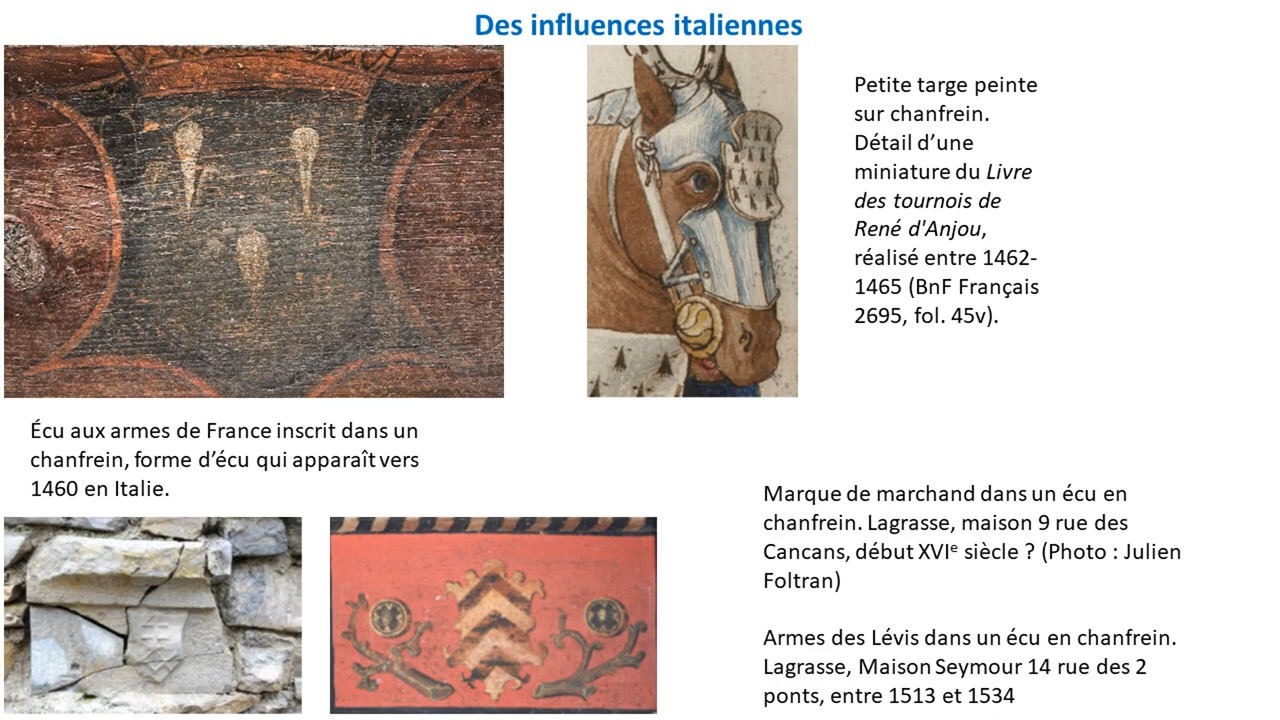 Des influences italiennes
Petite targe peinte
sur chanfrein.
Détail d’une
miniature du Livre
des tournois de
René d'Anjou,
réalisé entre 1462-
1465 (BnF Français
2695, fol. 45v).
Écu aux armes de France inscrit dans un
chanfrein, forme d’écu qui apparaît vers
1460 en Italie.
Marque de marchand dans un écu en
chanfrein. Lagrasse, maison 9 rue des
Cancans, début XVIᵉ siècle ? (Photo : Julien
Foltran)
Armes des Lévis dans un écu en chanfrein.
Lagrasse, Maison Seymour 14 rue des 2
ponts, entre 1513 et 1534